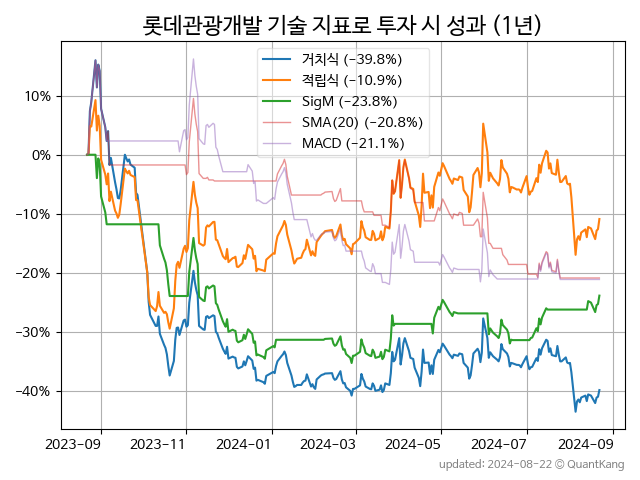 롯데관광개발 기술 지표로 투자 시 성과 (1년)
거치식 (−39.8%)
적립식 (−10.9%)
SigM (−23.8%)
SMA(20) (−20.8%)
MACD (−21.1%)
10%
0%
−10%
−20%
−30%
−40%
2023−09 2023−11 2024−01 2024−03 2024−05 2024−07 2024−09
updated: 2024-08-22 © QuantKang